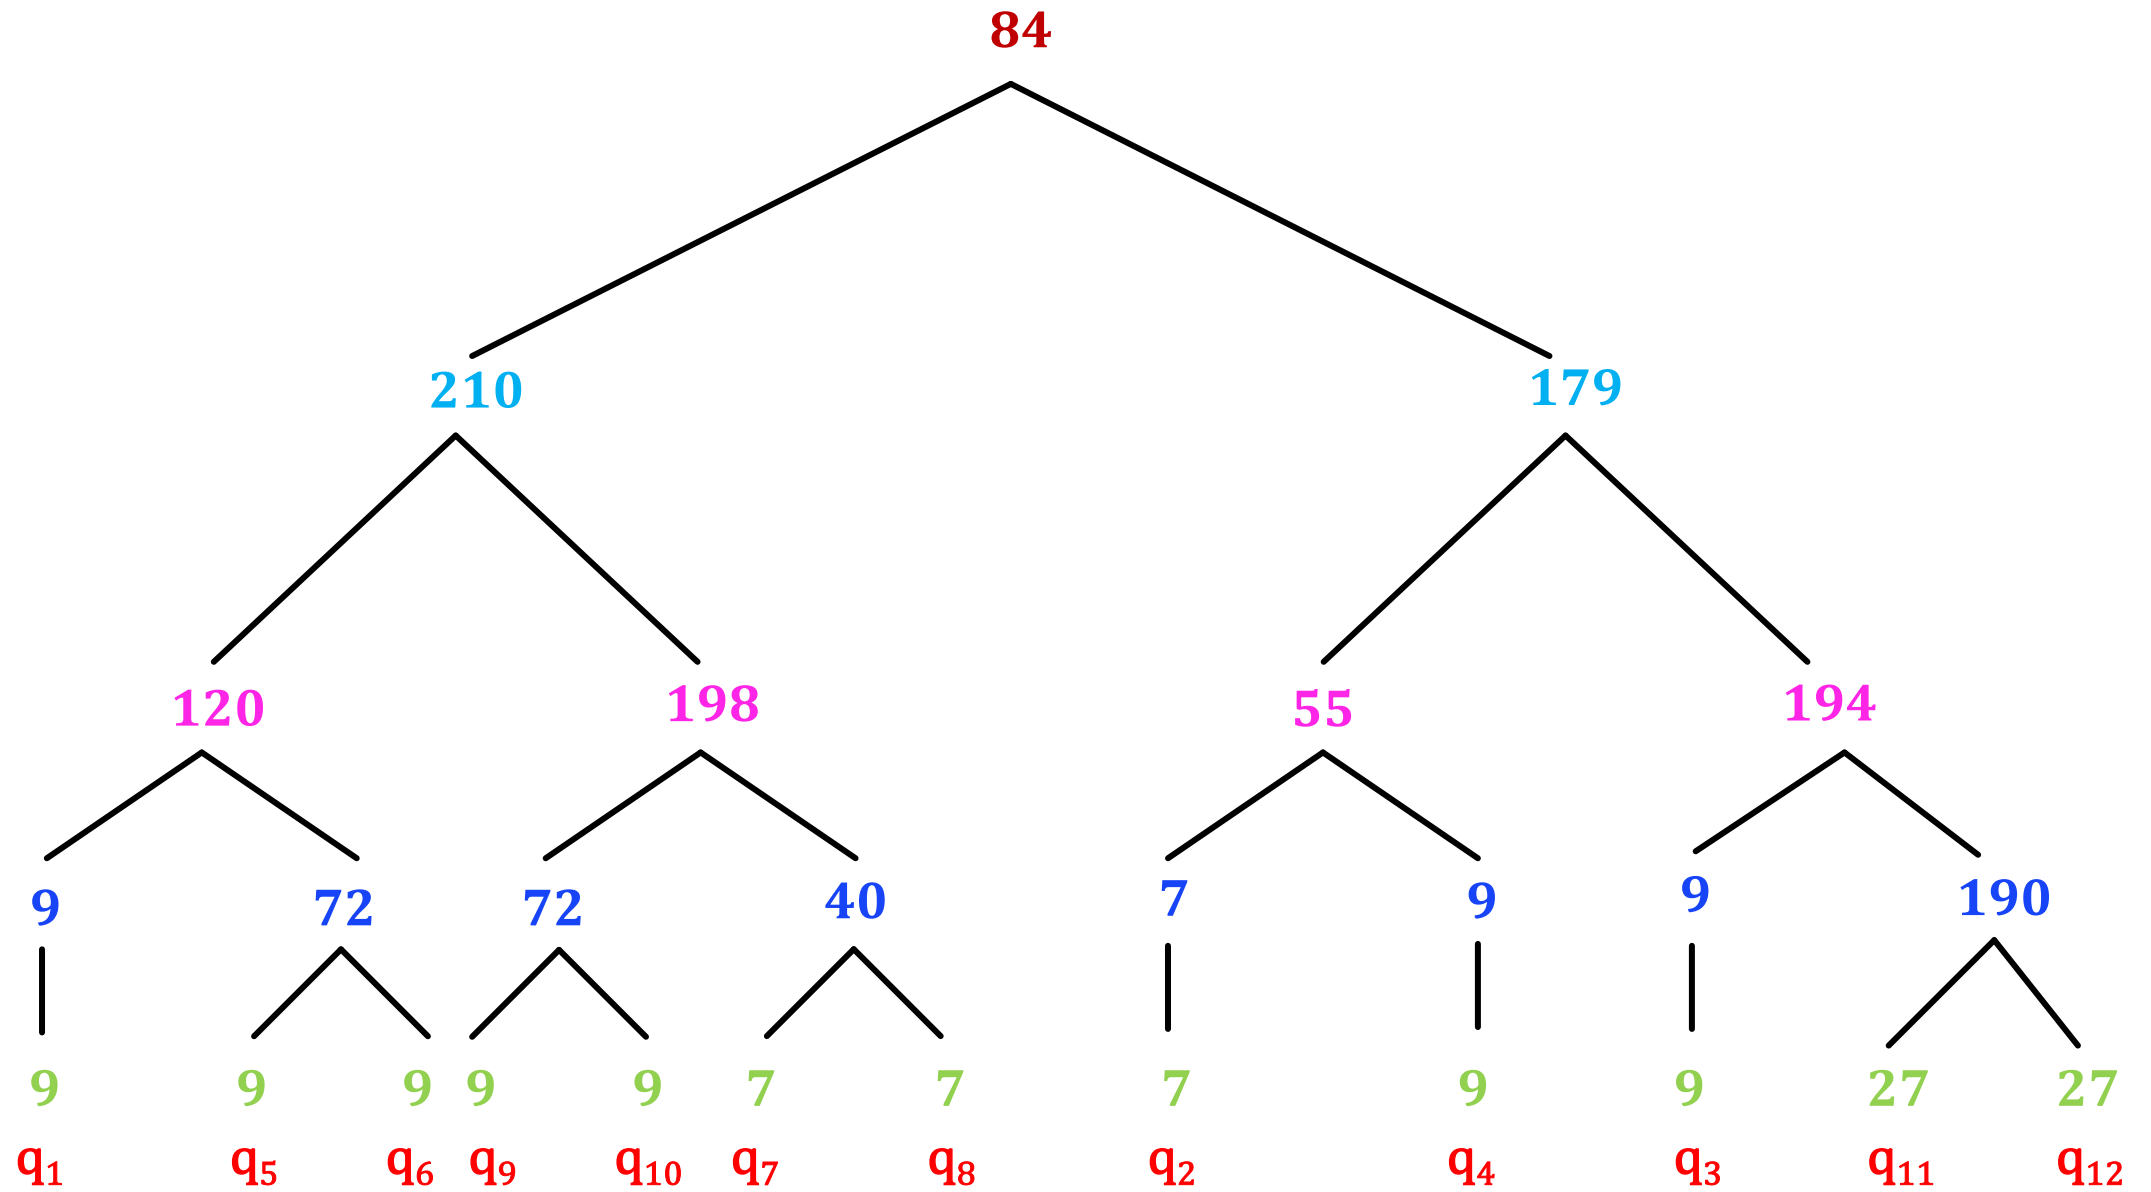 84
210 179
120 198 55 194
9 72 72 40 7 9 9 190
9 9 9 9 9 7 7 7 9 9 27 27
q₁ q₅ q₆ q₉ q₁₀ q₇ q₈ q₂ q₄ q₃ q₁₁ q₁₂